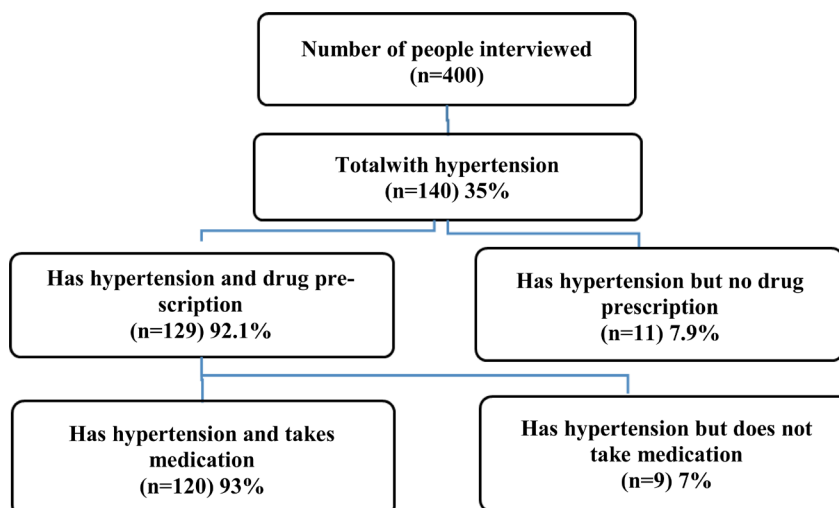 Number of people interviewed
(n=400)
Totalwith hypertension
(n=140) 35%
Has hypertension and drug pre-
scription
(n=129) 92.1%
Has hypertension but no drug
prescription
(n=11) 7.9%
Has hypertension and takes
medication
(n=120) 93%
Has hypertension but does not
take medication
(n=9) 7%